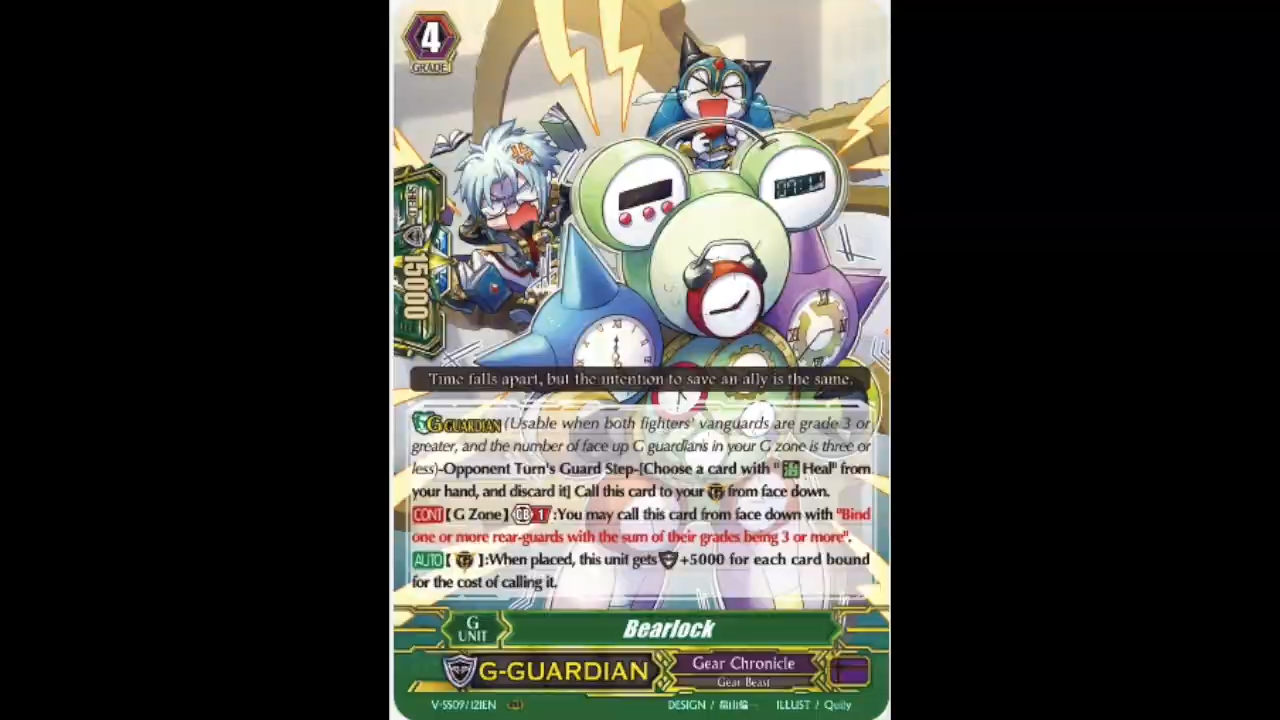 4
GRADE
SHIELD
15000
Time falls apart, but the intention to save an ally is the same.
G GUARDIAN (Usable when both fighters' vanguards are grade 3 or
greater, and the number of face up G guardians in your G zone is three or
less)-Opponent Turn's Guard Step-[Choose a card with "治 Heal" from
your hand, and discard it] Call this card to your G from face down.
CONT【G Zone】CB 1 :You may call this card from face down with "Bind
one or more rear-guards with the sum of their grades being 3 or more".
AUTO【G】:When placed, this unit gets +5000 for each card bound
for the cost of calling it.
G
UNIT
Bearlock
G-GUARDIAN
Gear Chronicle
Gear Beast
V-SS09/121EN
DESIGN /
ILLUST / Quily